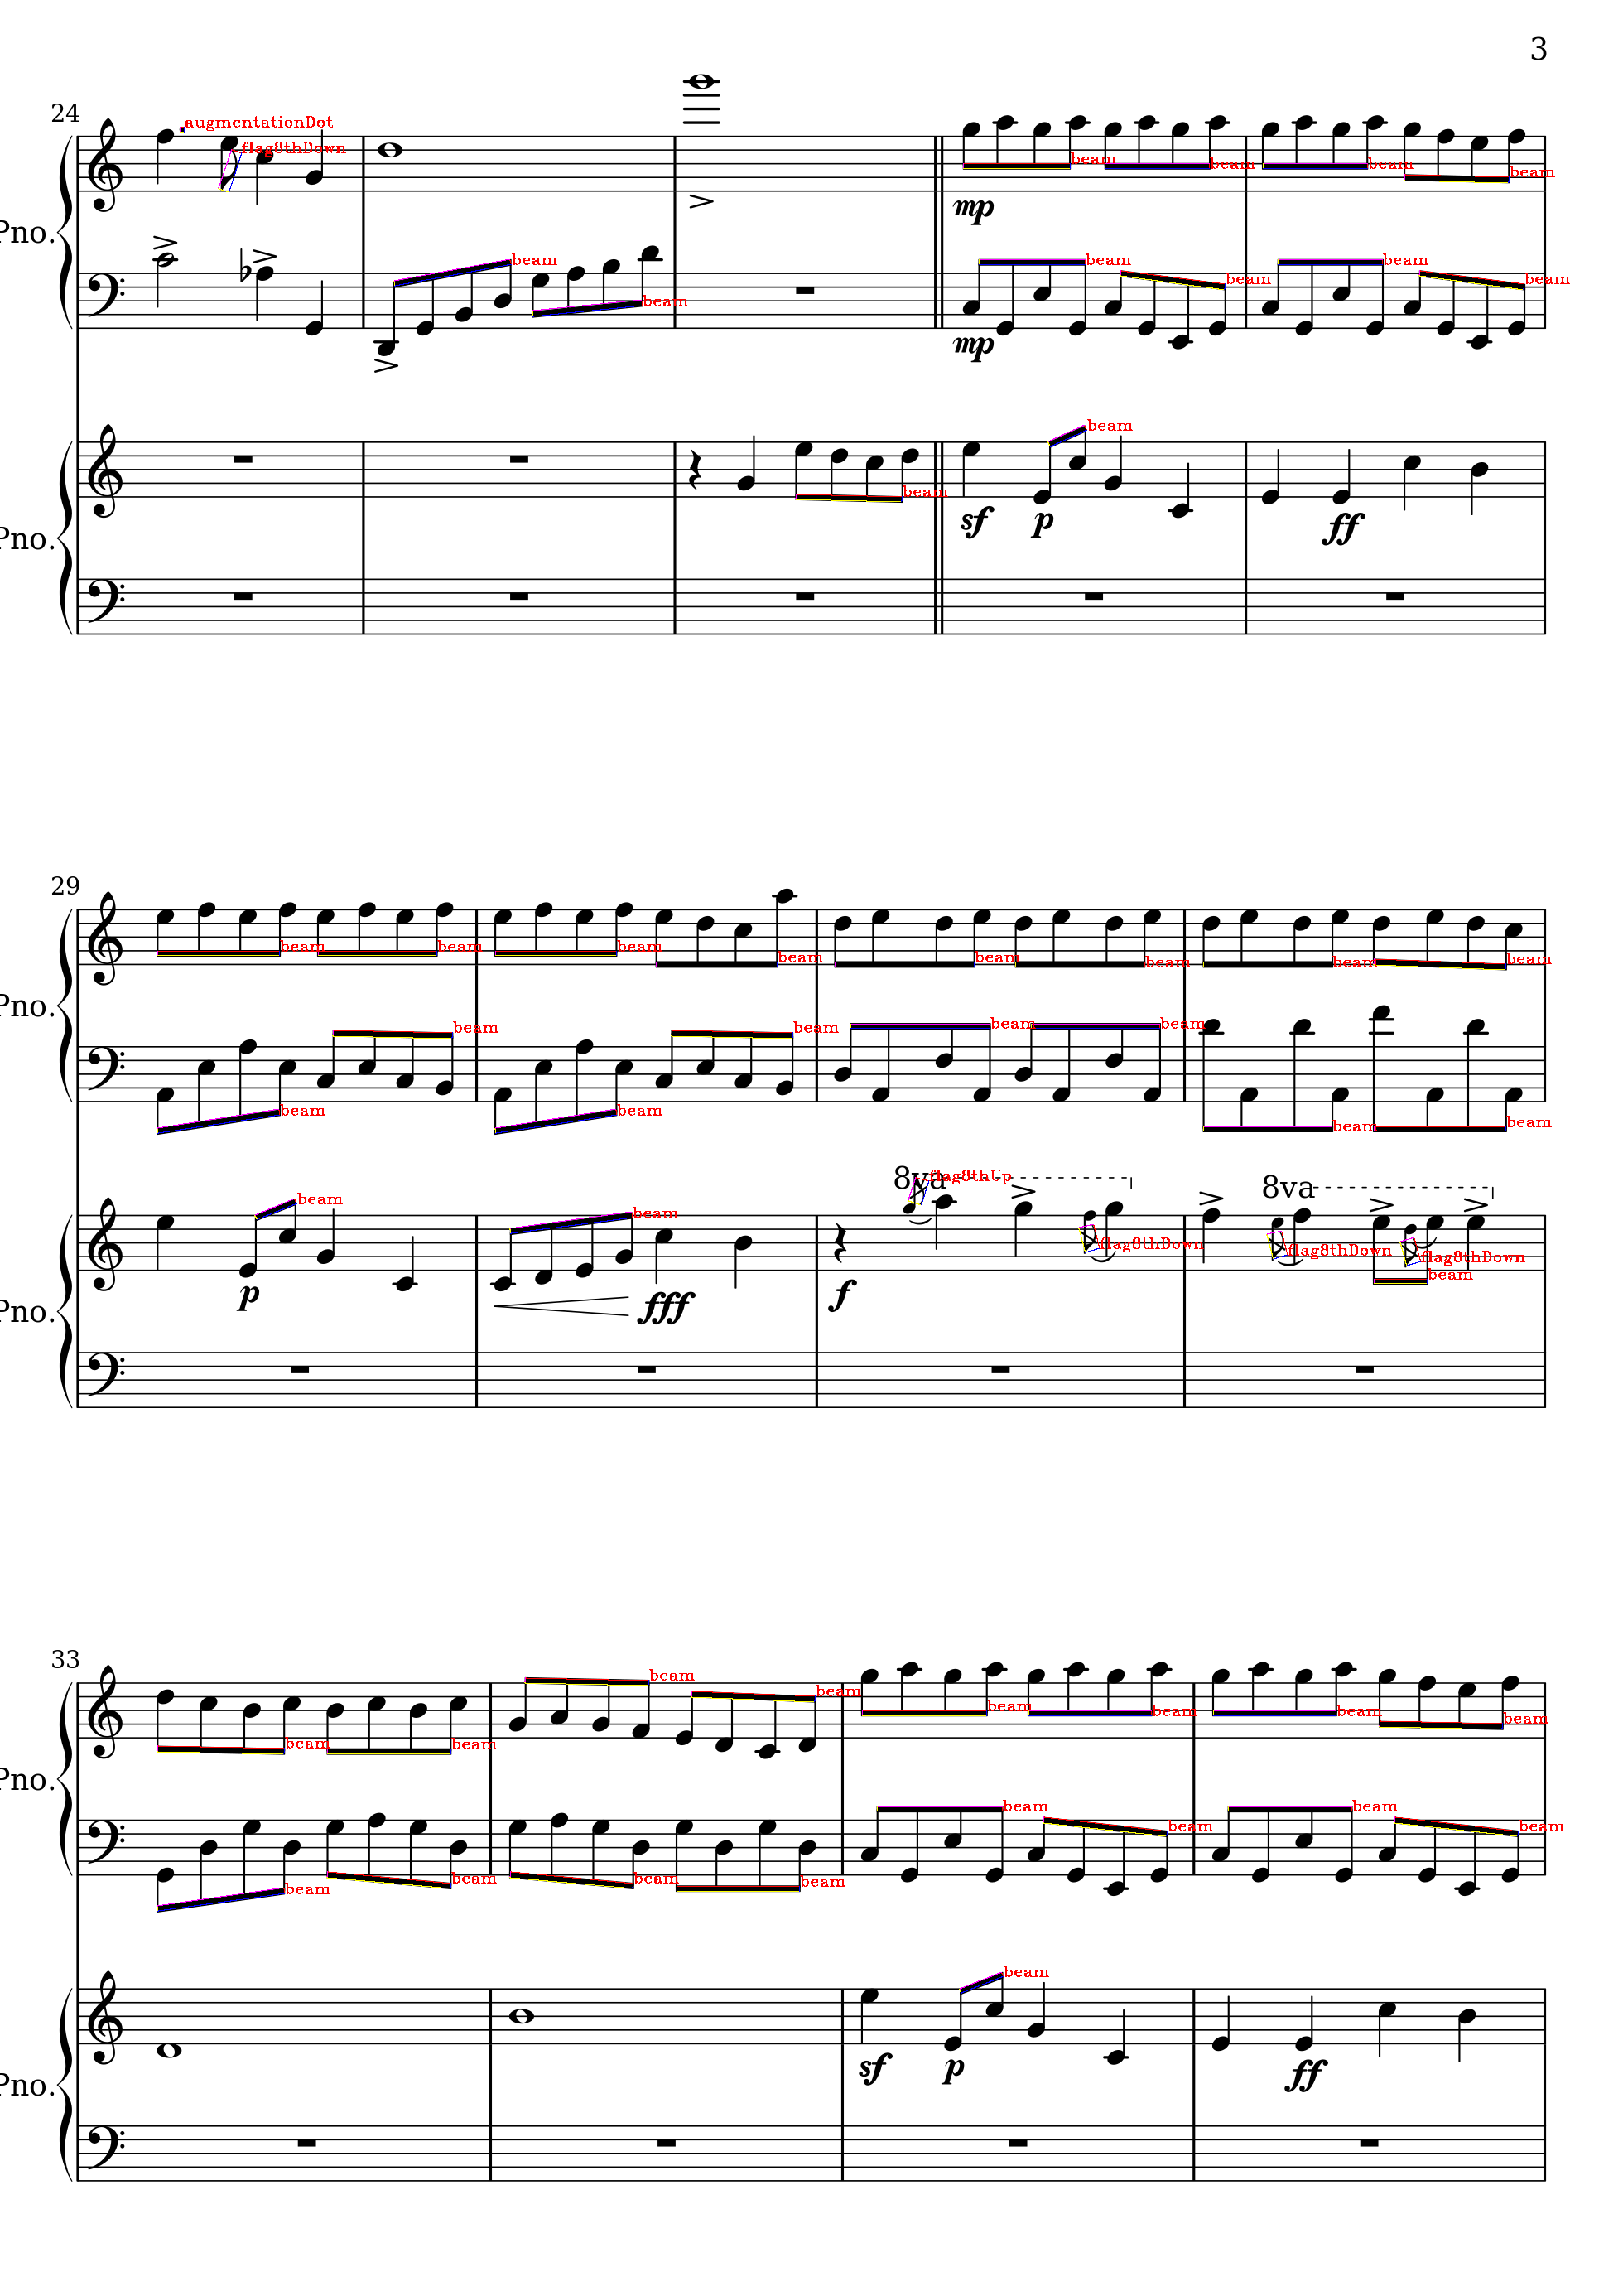 3
24
augmentationDot
flag8thDown
beam beam beam beam beam
Pno.
beam beam beam beam beam beam
mp
mp
beam beam
sf p ff
Pno.
29
beam beam beam beam beam beam beam beam
Pno.
beam beam beam beam beam beam beam beam
8va flag8thUp 8va
beam beam flag8thDown flag8thDown flag8thDown beam
p fff f
Pno.
33
beam beam beam beam beam beam beam beam
Pno.
beam beam beam beam beam beam beam beam
beam
sf p ff
Pno.